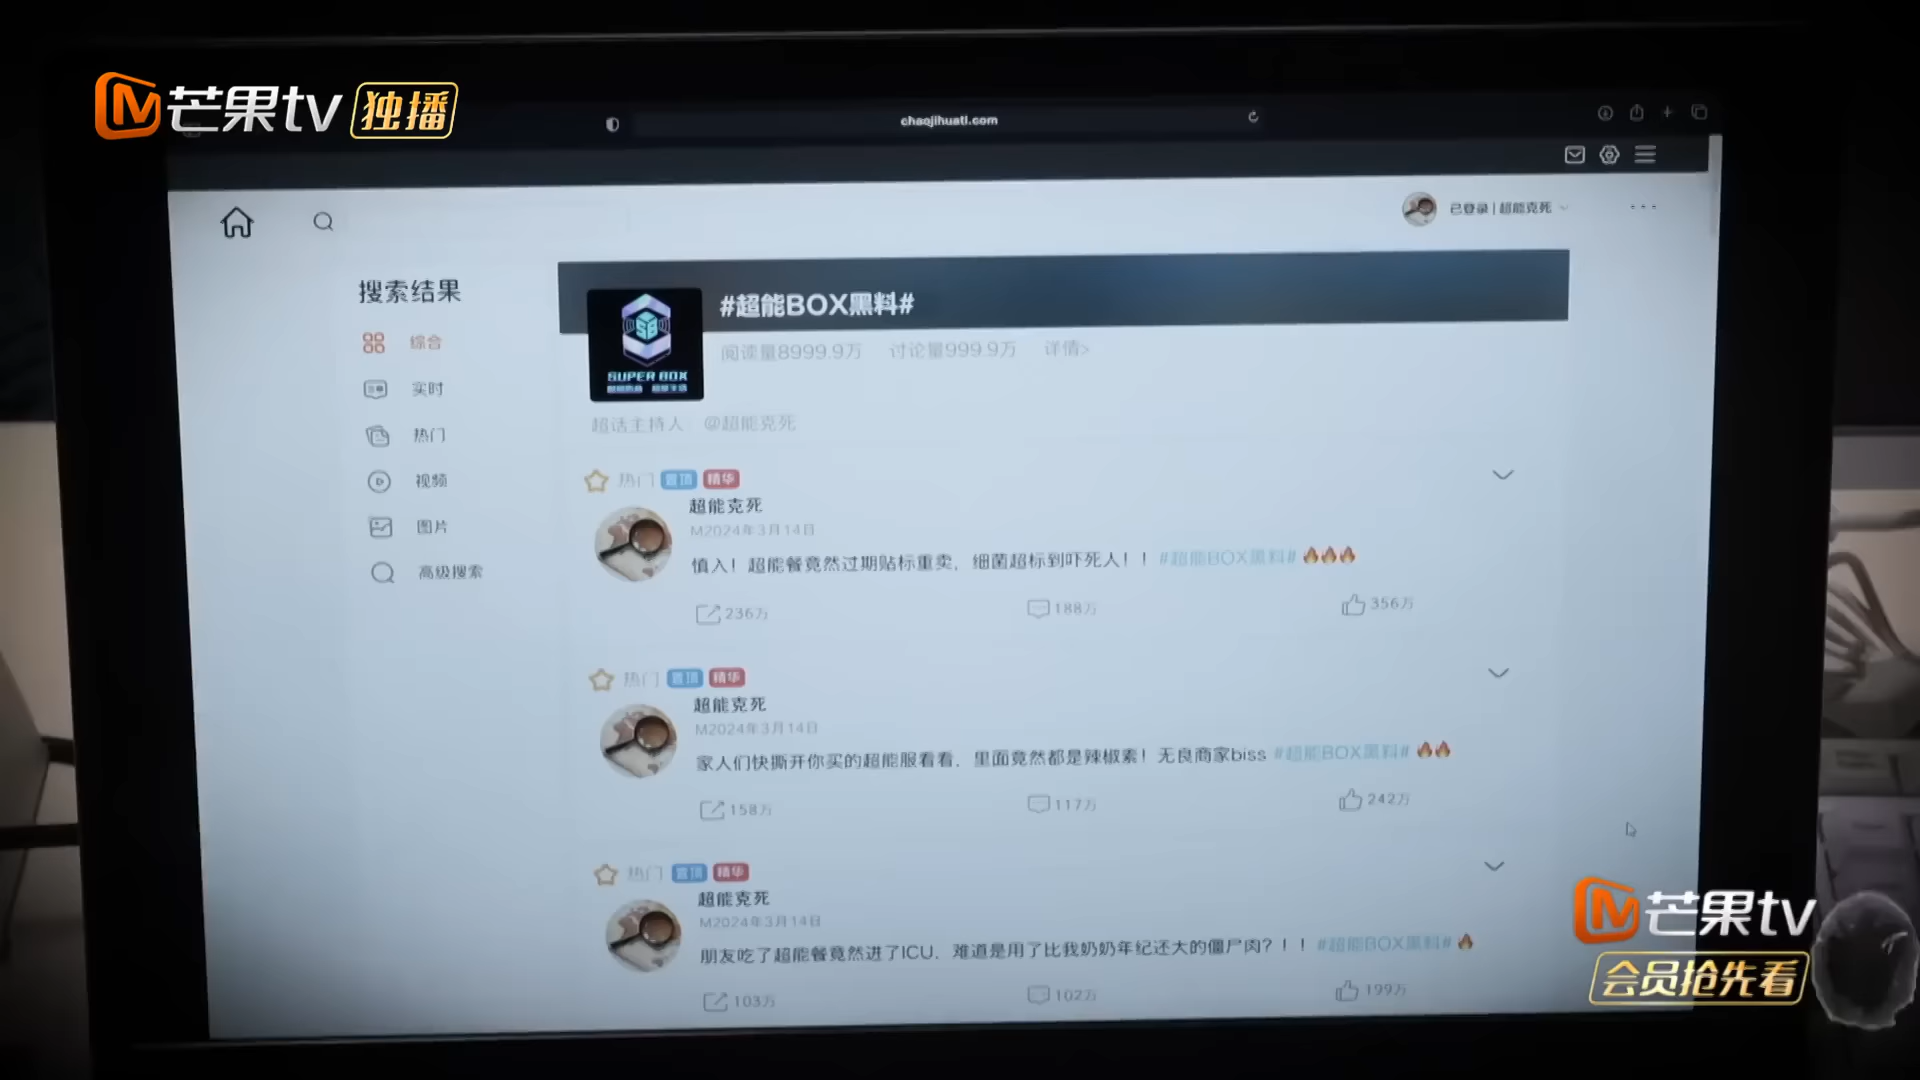 芒果tv 独播
chaojihuati.com
已登录 | 超能克死
搜索结果
综合
实时
热门
视频
图片
高级搜索
#超能BOX黑料#
阅读量8999.9万 讨论量999.9万 详情>
SUPER BOX
超话主持人: @超能克死
热门 置顶 精华
超能克死
M2024年3月14日
慎入！超能餐竟然过期贴标重卖，细菌超标到吓死人！！#超能BOX黑料#
236万 188万 356万
热门 置顶 精华
超能克死
M2024年3月14日
家人们快撕开你买的超能服看看，里面竟然都是辣椒素！无良商家biss #超能BOX黑料#
158万 117万 242万
热门 置顶 精华
超能克死
M2024年3月14日
朋友吃了超能餐竟然进了ICU，难道是用了比我奶奶年纪还大的僵尸肉？！！#超能BOX黑料#
103万 102万 199万
芒果tv
会员抢先看